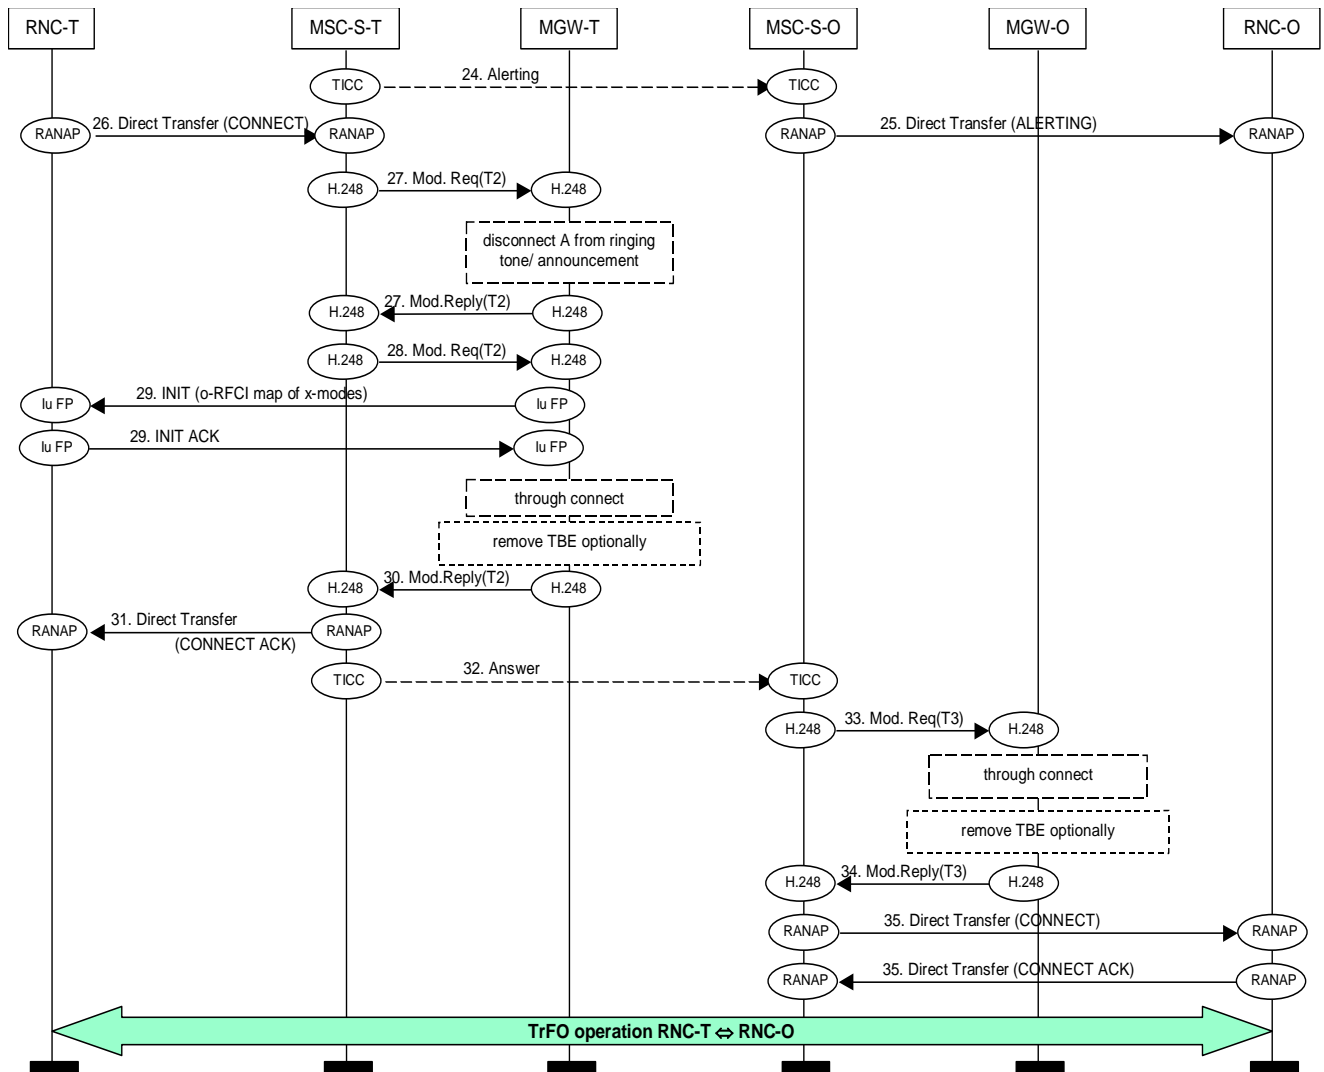 RNC-T MSC-S-T MGW-T MSC-S-O MGW-O RNC-O
TICC 24. Alerting TICC
RANAP 26. Direct Transfer (CONNECT) RANAP RANAP 25. Direct Transfer (ALERTING) RANAP
H.248 27. Mod. Req(T2) H.248
disconnect A from ringing
tone/ announcement
H.248 27. Mod.Reply(T2) H.248
H.248 28. Mod. Req(T2) H.248
Iu FP 29. INIT (o-RFCI map of x-modes) Iu FP
Iu FP 29. INIT ACK Iu FP
through connect
remove TBE optionally
H.248 30. Mod.Reply(T2) H.248
RANAP 31. Direct Transfer RANAP
(CONNECT ACK)
TICC 32. Answer TICC
H.248 33. Mod. Req(T3) H.248
through connect
remove TBE optionally
H.248 34. Mod.Reply(T3) H.248
RANAP 35. Direct Transfer (CONNECT) RANAP
RANAP 35. Direct Transfer (CONNECT ACK) RANAP
TrFO operation RNC-T ⇔ RNC-O